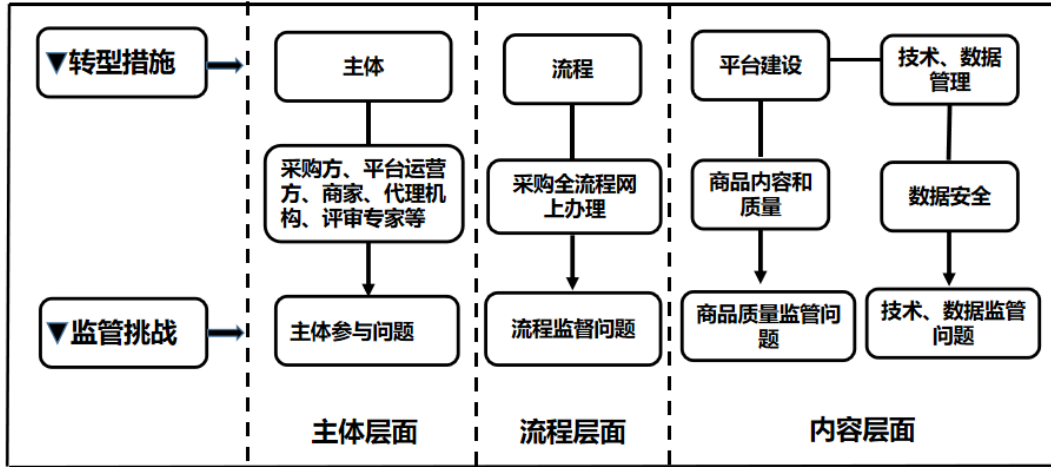 ▼转型措施
主体
流程
平台建设
技术、数据
管理
采购方、平台运营
方、商家、代理机
构、评审专家等
采购全流程网
上办理
商品内容和
质量
数据安全
▼监管挑战
主体参与问题
流程监督问题
商品质量监管问
题
技术、数据监管
问题
主体层面
流程层面
内容层面